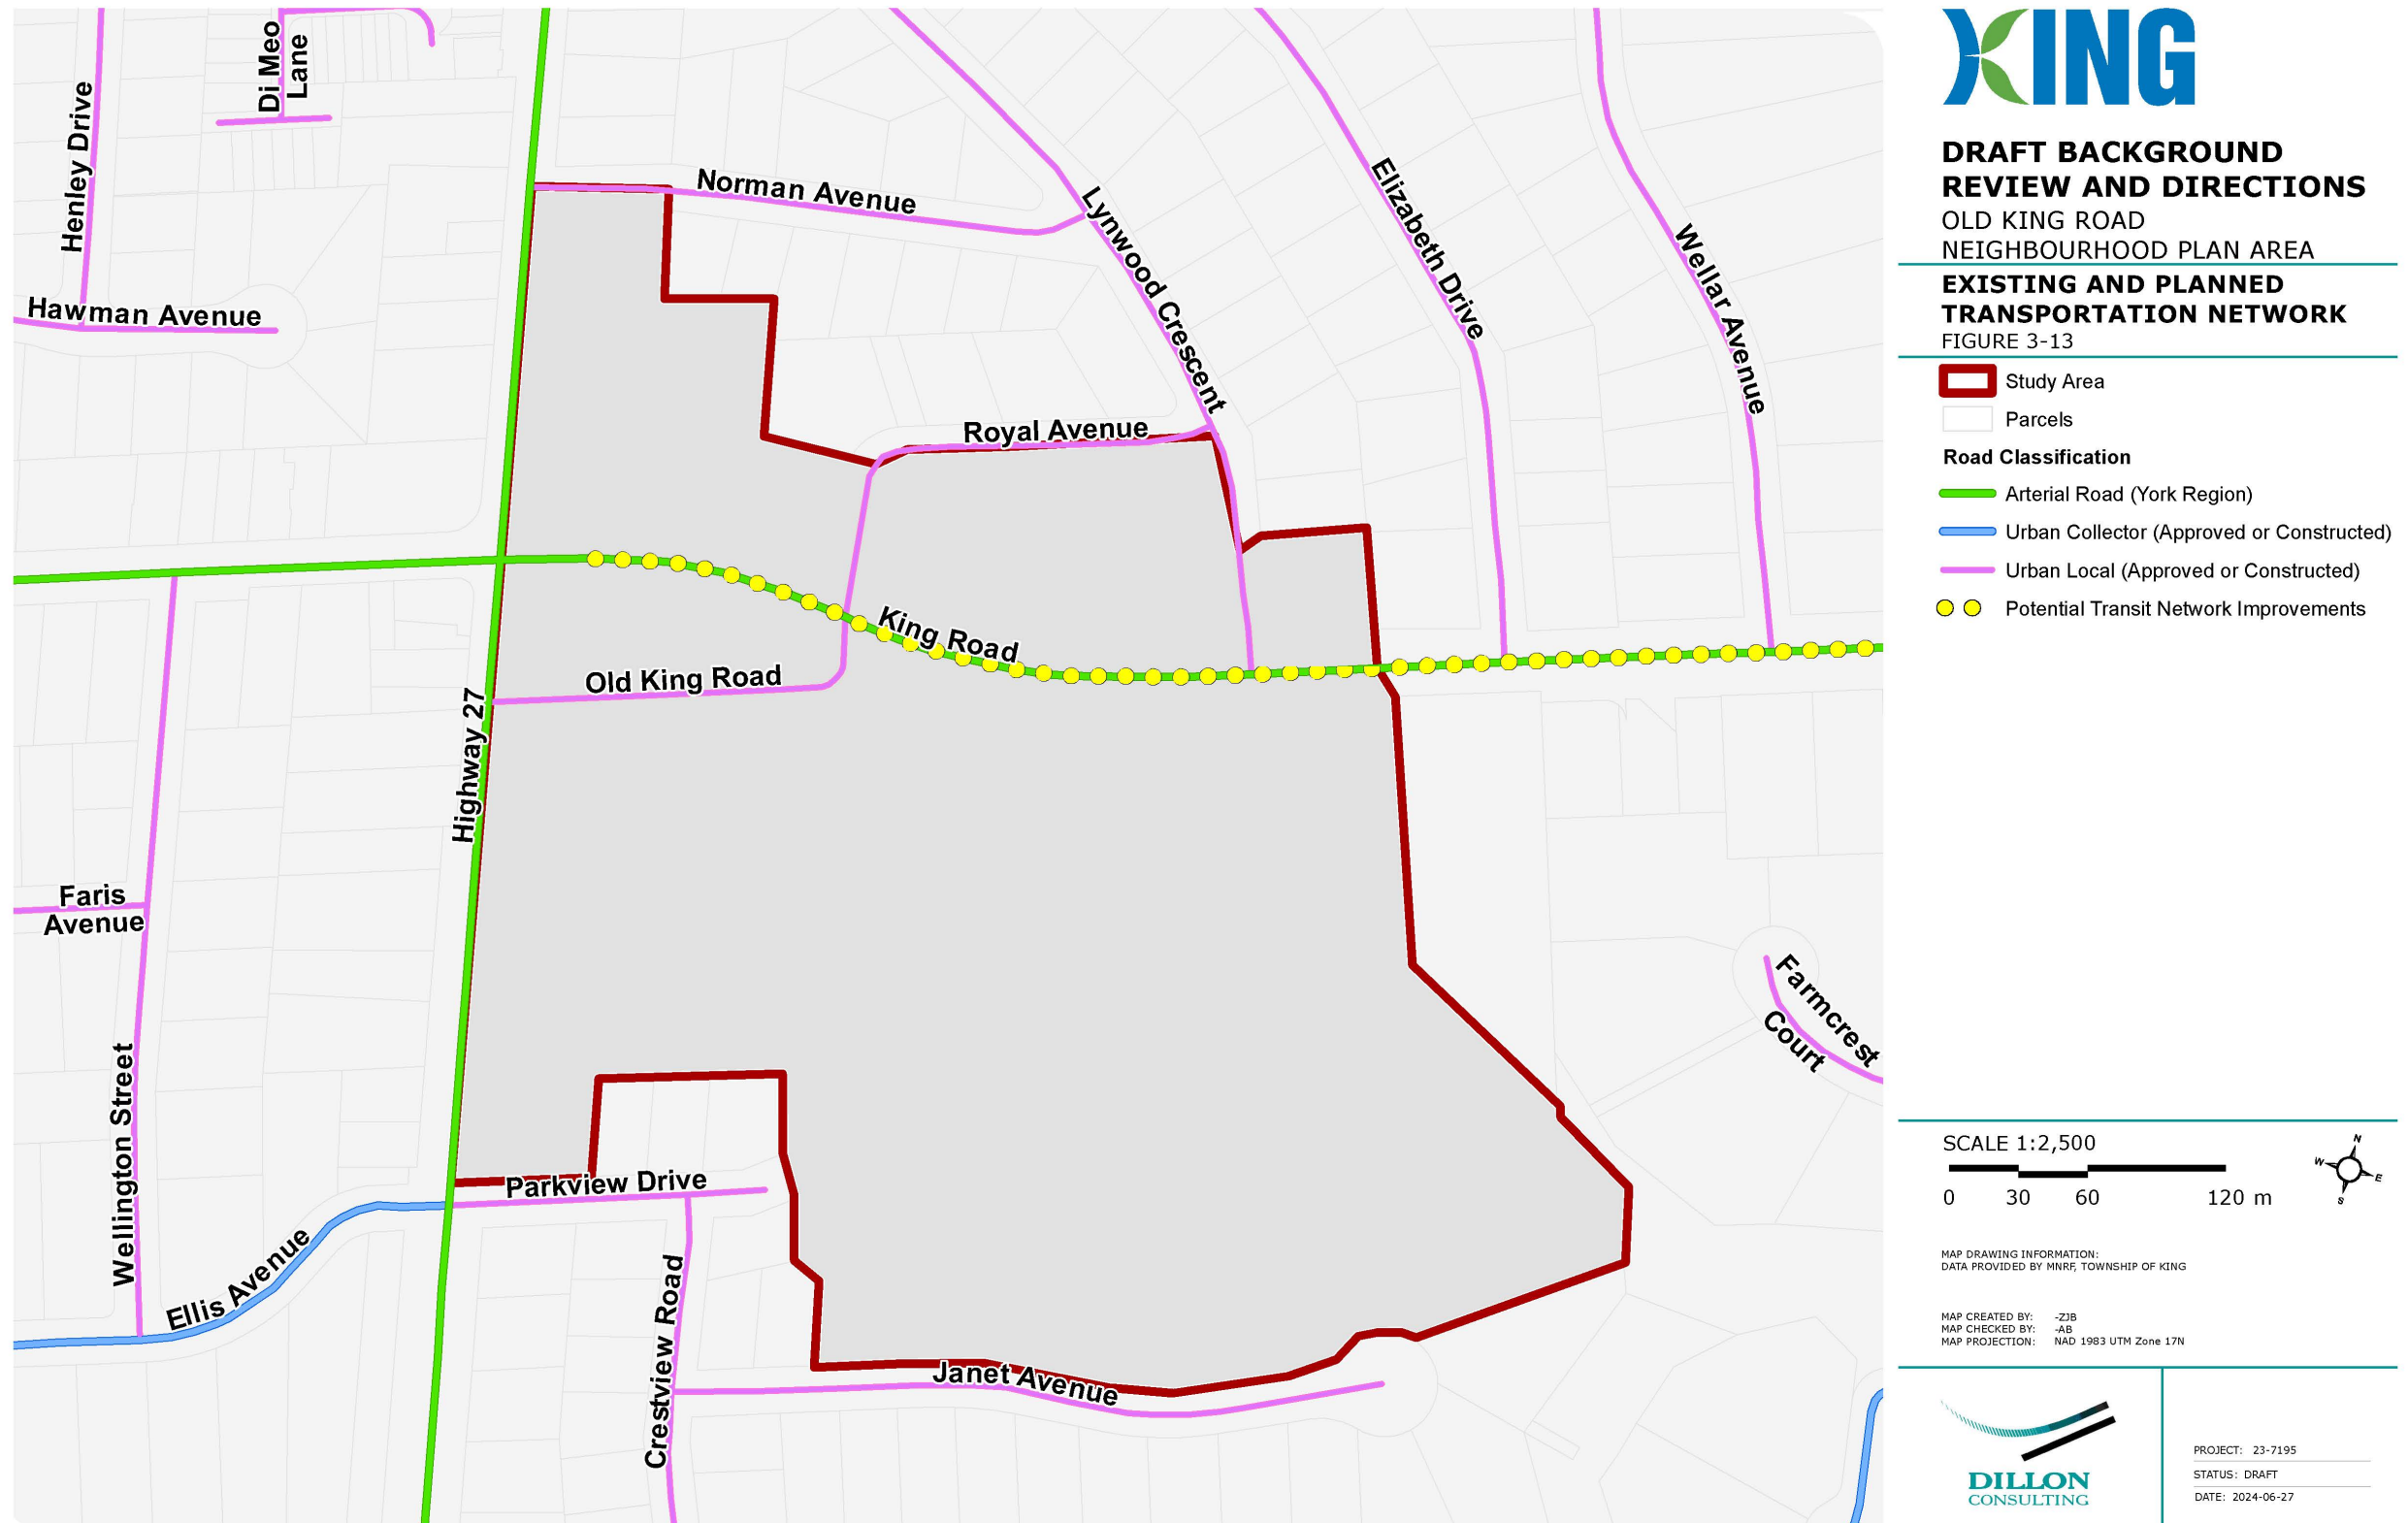 Di Meo
Lane
Henley Drive
Hawman Avenue
Norman Avenue
Lynwood Crescent
Elizabeth Drive
Wellar Avenue
Royal Avenue
King Road
Old King Road
Highway 27
Faris
Avenue
Wellington Street
Ellis Avenue
Parkview Drive
Crestview Road
Janet Avenue
Farmcrest
Court
KING
DRAFT BACKGROUND
REVIEW AND DIRECTIONS
OLD KING ROAD
NEIGHBOURHOOD PLAN AREA
EXISTING AND PLANNED
TRANSPORTATION NETWORK
FIGURE 3-13
Study Area
Parcels
Road Classification
Arterial Road (York Region)
Urban Collector (Approved or Constructed)
Urban Local (Approved or Constructed)
Potential Transit Network Improvements
SCALE 1:2,500
0 30 60 120 m
N
W E
S
MAP DRAWING INFORMATION:
DATA PROVIDED BY MNRF, TOWNSHIP OF KING
MAP CREATED BY: -ZJB
MAP CHECKED BY: -AB
MAP PROJECTION: NAD 1983 UTM Zone 17N
DILLON
CONSULTING
PROJECT: 23-7195
STATUS: DRAFT
DATE: 2024-06-27